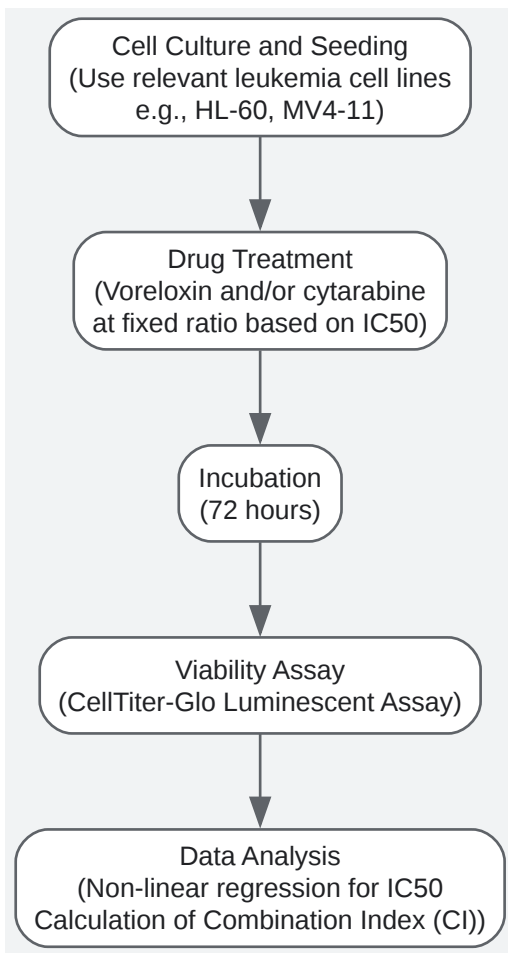 Cell Culture and Seeding
(Use relevant leukemia cell lines
e.g., HL-60, MV4-11)
Drug Treatment
(Voreloxin and/or cytarabine
at fixed ratio based on IC50)
Incubation
(72 hours)
Viability Assay
(CellTiter-Glo Luminescent Assay)
Data Analysis
(Non-linear regression for IC50
Calculation of Combination Index (CI))